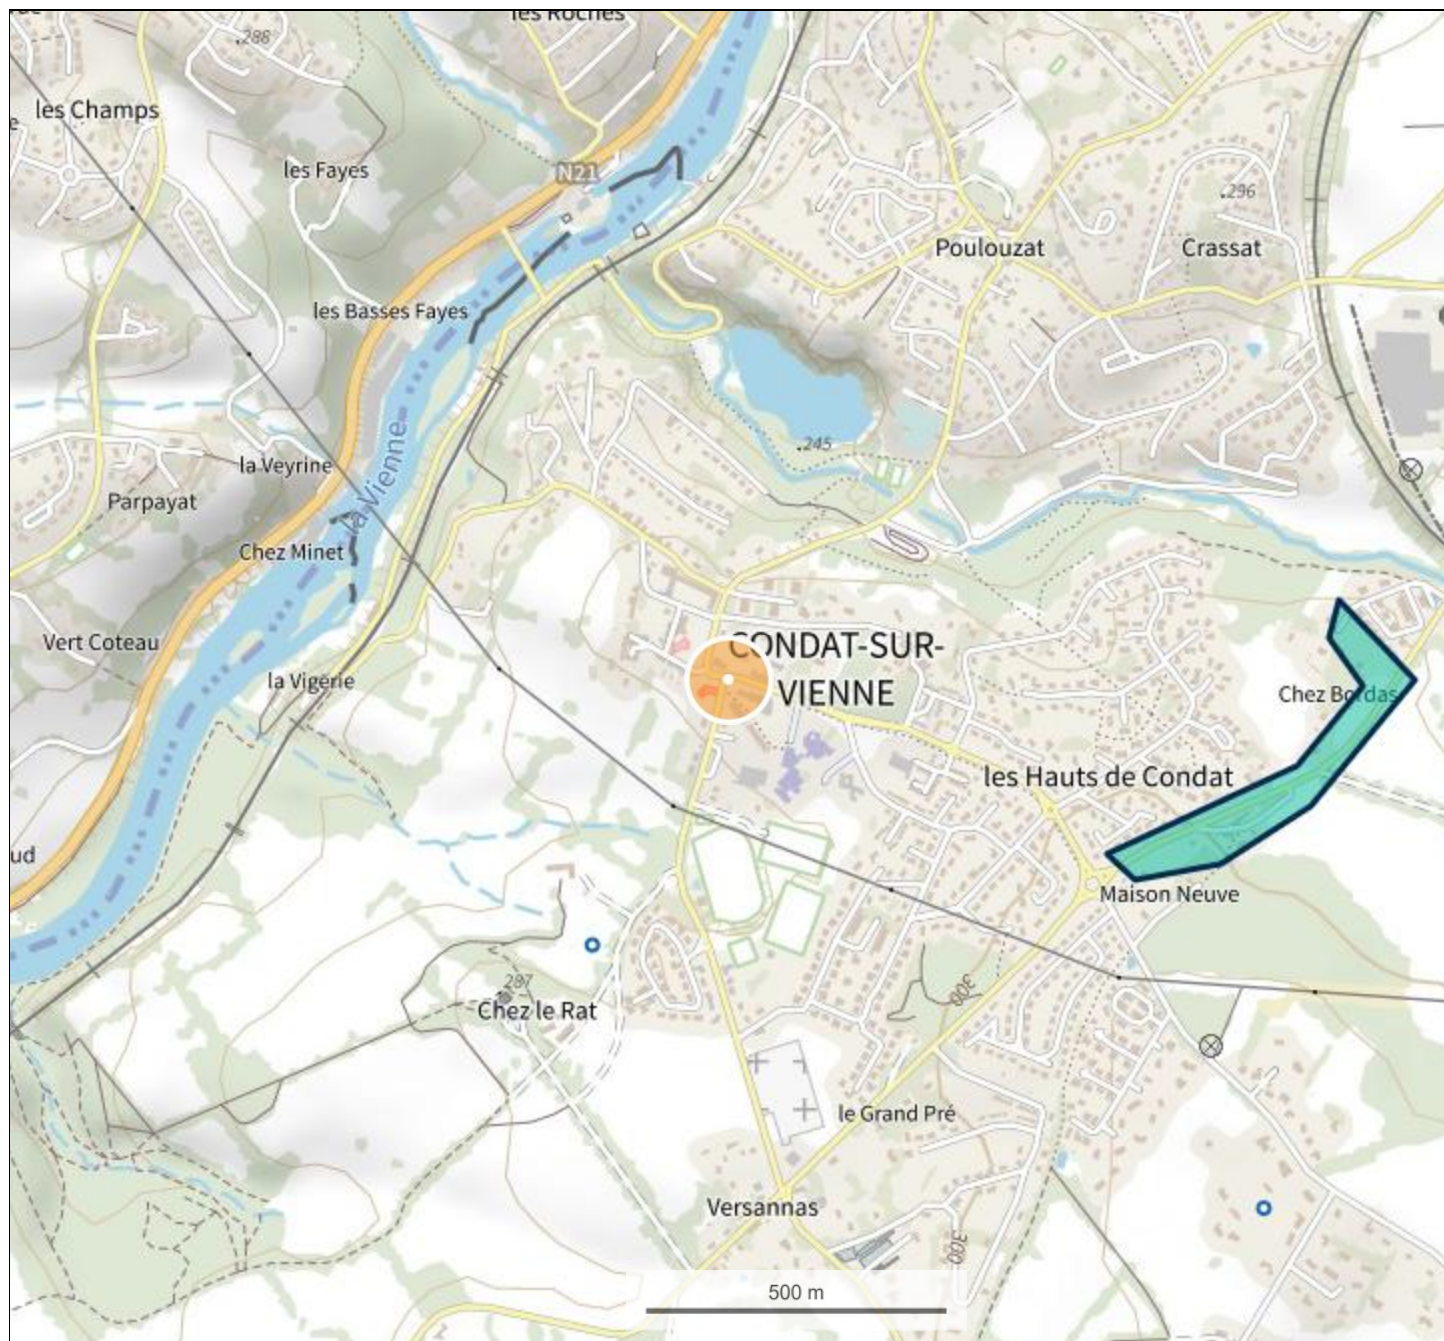 les Roches
288
les Champs
les Fayes
N21
296
Poulouzat
Crassat
les Basses Fayes
245
la Veyrine
la Vienne
Parpayat
Chez Minet
Vert Coteau
CONDAT-SUR-
VIENNE
la Vigerie
Chez Bordas
les Hauts de Condat
ud
Maison Neuve
287
300
Chez le Rat
le Grand Pré
Versannas
300
500 m